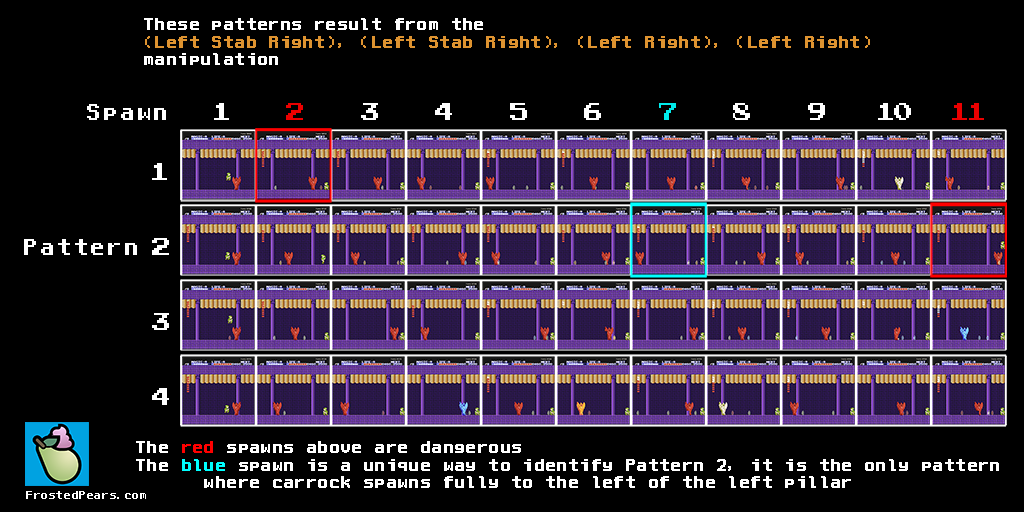 These patterns result from the
(Left Stab Right), (Left Stab Right), (Left Right), (Left Right)
manipulation
Spawn 1 2 3 4 5 6 7 8 9 10 11
1
Pattern 2
3
4
The red spawns above are dangerous
The blue spawn is a unique way to identify Pattern 2, it is the only pattern
where carrock spawns fully to the left of the left pillar
FrostedPears.com